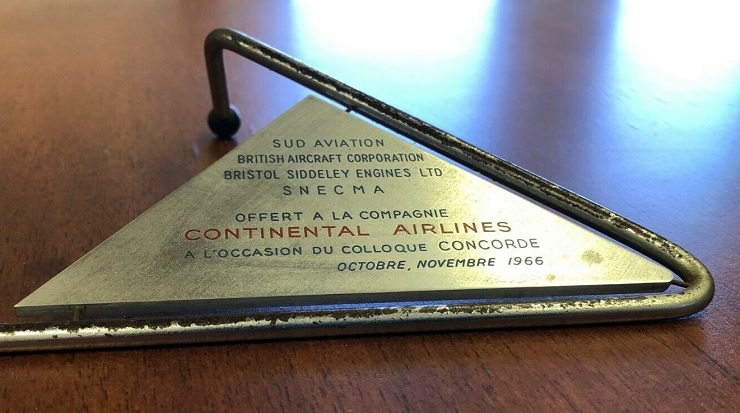 SUD AVIATION
BRITISH AIRCRAFT CORPORATION
BRISTOL SIDDELEY ENGINES LTD
SNECMA
OFFERT A LA COMPAGNIE
CONTINENTAL AIRLINES
A L'OCCASION DU COLLOQUE CONCORDE
OCTOBRE, NOVEMBRE 1966